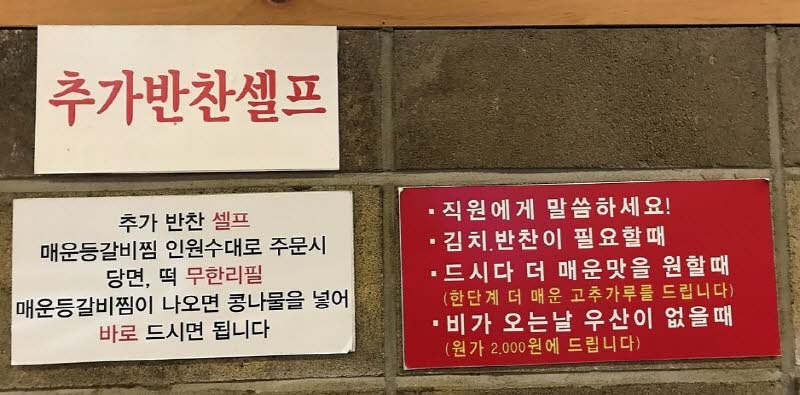 추가반찬셀프
추가 반찬 셀프
매운등갈비찜 인원수대로 주문시
당면, 떡 무한리필
매운등갈비찜이 나오면 콩나물을 넣어
바로 드시면 됩니다
· 직원에게 말씀하세요!
· 김치.반찬이 필요할때
· 드시다 더 매운맛을 원할때
(한단계 더 매운 고추가루를 드립니다)
· 비가 오는날 우산이 없을때
(원가 2,000원에 드립니다)